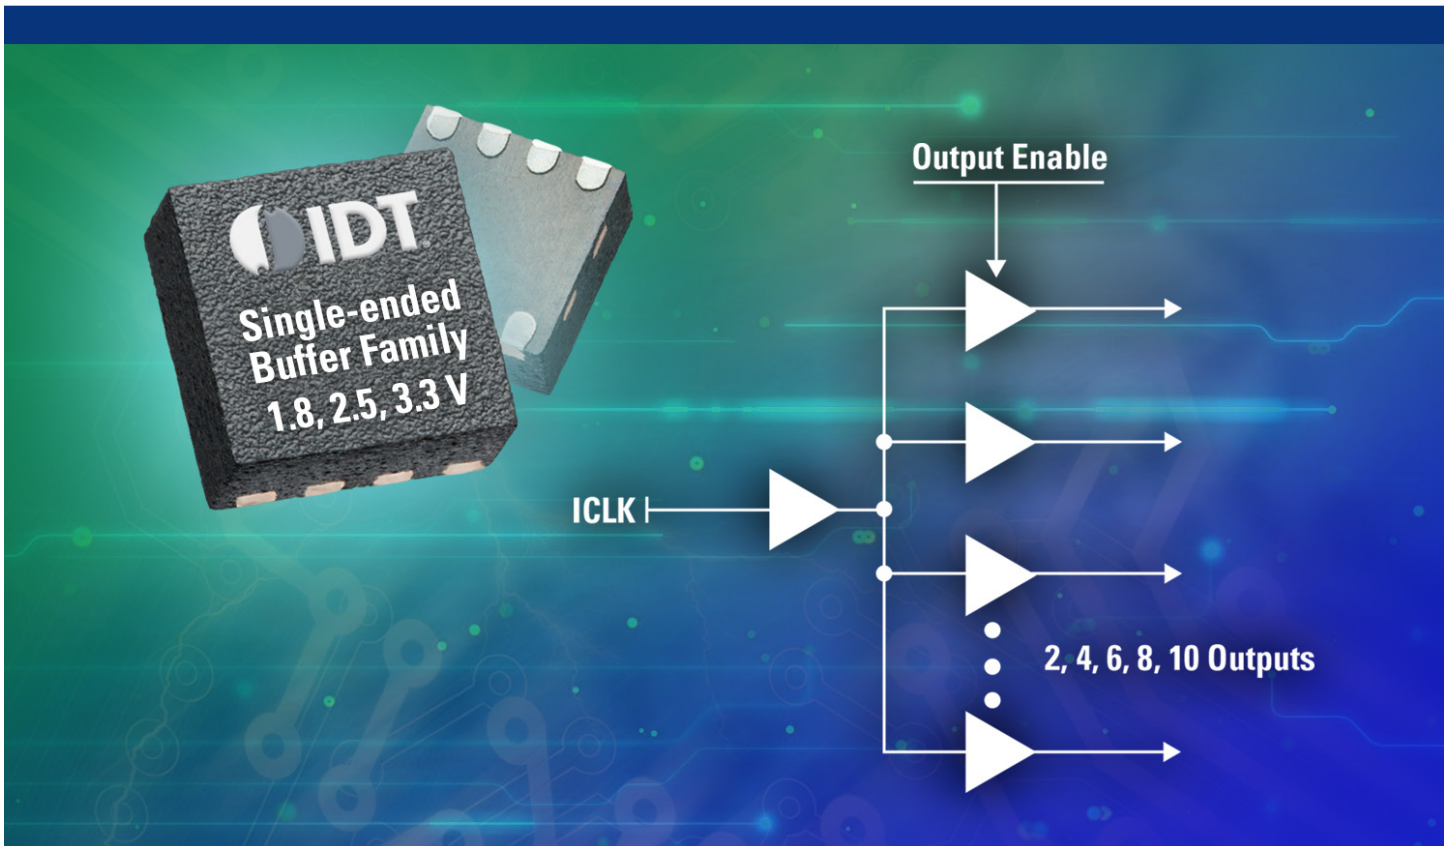 IDT
Single-ended
Buffer Family
1.8, 2.5, 3.3 V
Output Enable
ICLK
2, 4, 6, 8, 10 Outputs